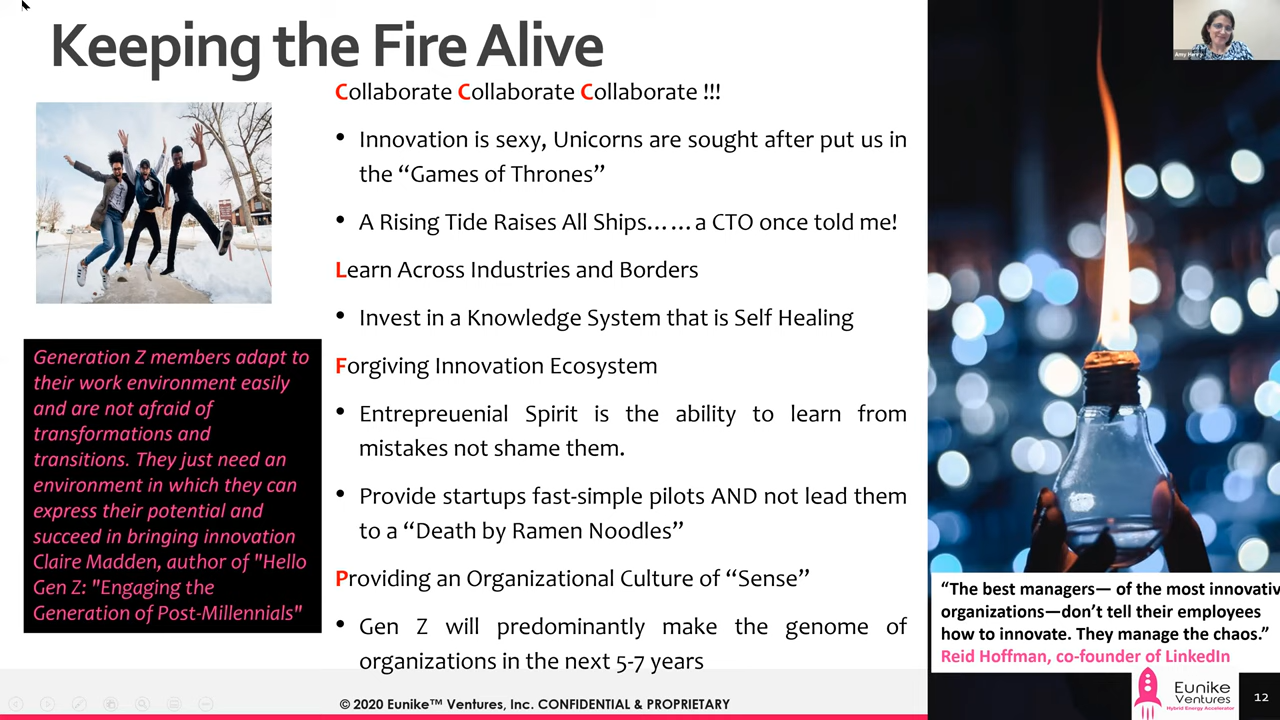 Keeping the Fire Alive
Collaborate Collaborate Collaborate !!!
• Innovation is sexy, Unicorns are sought after put us in
the “Games of Thrones”
• A Rising Tide Raises All Ships……a CTO once told me!
Learn Across Industries and Borders
• Invest in a Knowledge System that is Self Healing
Forgiving Innovation Ecosystem
• Entrepreuenial Spirit is the ability to learn from
mistakes not shame them.
• Provide startups fast-simple pilots AND not lead them
to a “Death by Ramen Noodles”
Providing an Organizational Culture of “Sense”
• Gen Z will predominantly make the genome of
organizations in the next 5-7 years
Generation Z members adapt to
their work environment easily
and are not afraid of
transformations and
transitions. They just need an
environment in which they can
express their potential and
succeed in bringing innovation
Claire Madden, author of "Hello
Gen Z: "Engaging the
Generation of Post-Millennials"
Amy
“The best managers— of the most innovativ
organizations—don’t tell their employees
how to innovate. They manage the chaos.”
Reid Hoffman, co-founder of LinkedIn
Eunike
Ventures
Hybrid Energy Accelerator
12
© 2020 Eunike™ Ventures, Inc. CONFIDENTIAL & PROPRIETARY